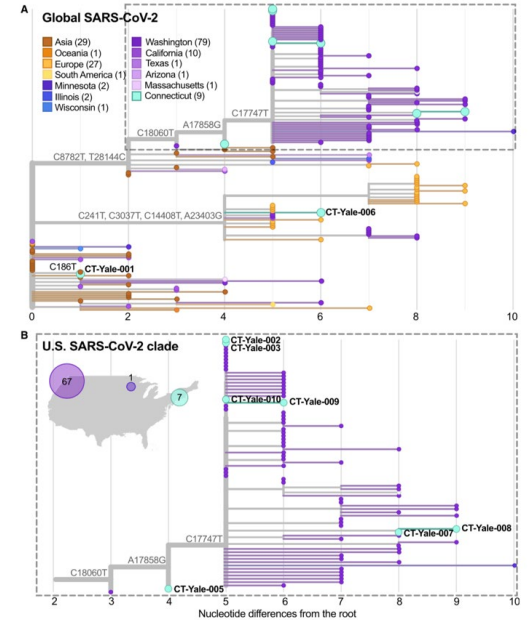 A
Global SARS-CoV-2
Asia (29)
Oceania (1)
Europe (27)
South America (1)
Minnesota (2)
Illinois (2)
Wisconsin (1)
Washington (79)
California (10)
Texas (1)
Arizona (1)
Massachusetts (1)
Connecticut (9)
C17747T
A17858G
C18060T
C8782T, T28144C
CT-Yale-006
C241T, C3037T, C14408T, A23403G
C186T
CT-Yale-001
0 2 4 6 8 10
B
U.S. SARS-CoV-2 clade
CT-Yale-002
CT-Yale-003
67
1
7
CT-Yale-010
CT-Yale-009
CT-Yale-008
CT-Yale-007
C17747T
A17858G
C18060T
CT-Yale-005
2 3 4 5 6 7 8 9 10
Nucleotide differences from the root